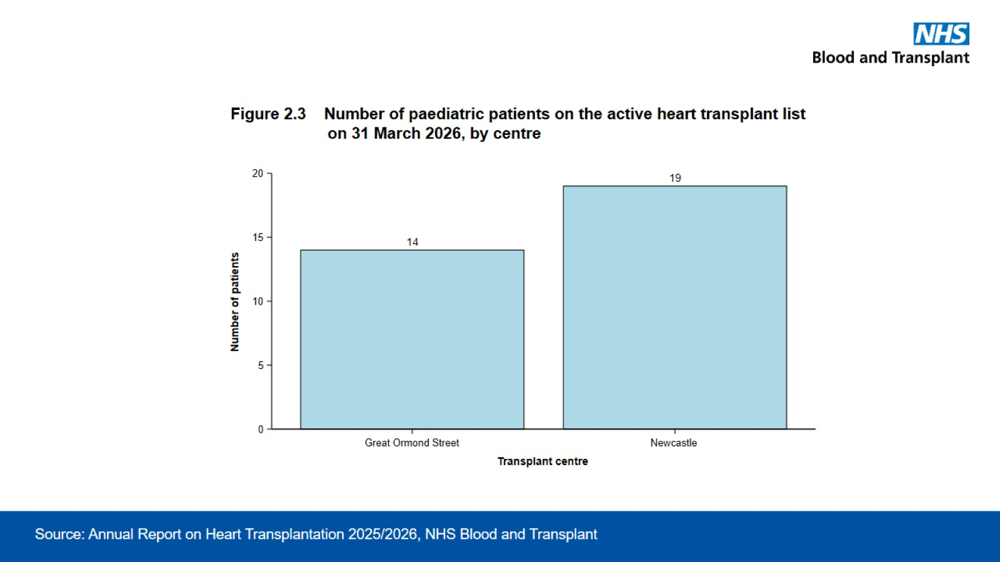 NHS
Blood and Transplant
Figure 2.3 Number of paediatric patients on the active heart transplant list
on 31 March 2026, by centre
20
15
10
5
0
Number of patients
14
19
Great Ormond Street
Newcastle
Transplant centre
Source: Annual Report on Heart Transplantation 2025/2026, NHS Blood and Transplant